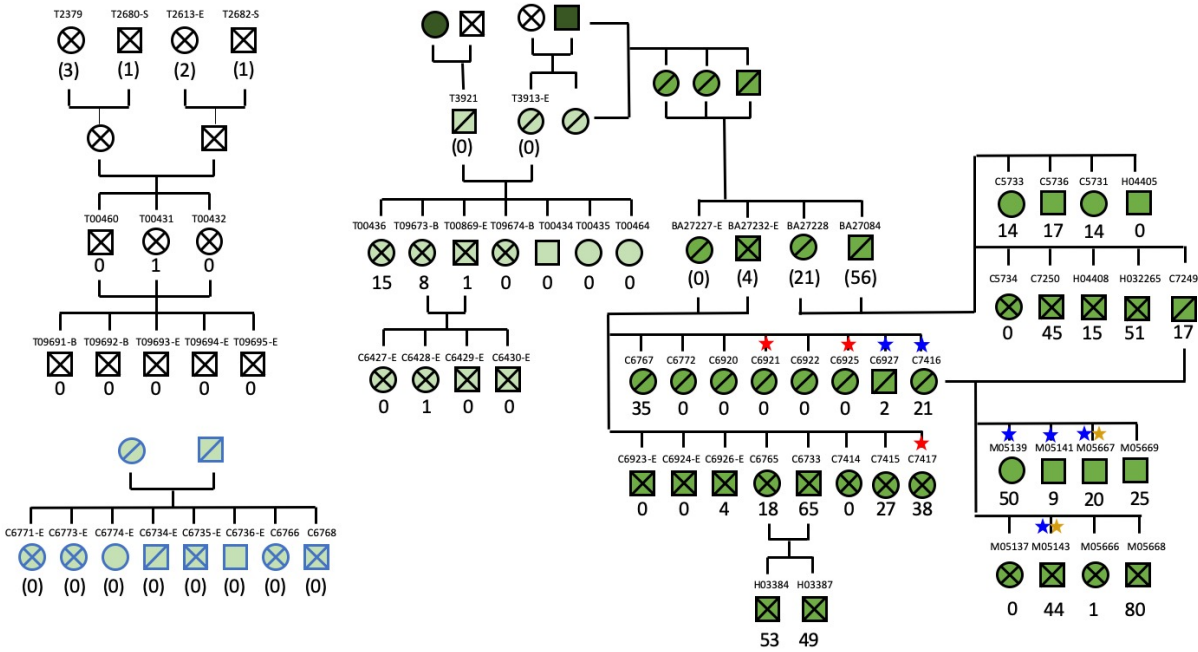 T2379 T2680-S T2613-E T2682-S
(3) (1) (2) (1)
T00460 T00431 T00432
0 1 0
T09691-B T09692-B T09693-E T09694-E T09695-E
0 0 0 0 0
C6771-E C6773-E C6774-E C6734-E C6735-E C6736-E C6766 C6768
(0) (0) (0) (0) (0) (0) (0) (0)
T3921 T3913-E
(0) (0)
T00436 T09673-B T00869-E T09674-B T00434 T00435 T00464
15 8 1 0 0 0 0
C6427-E C6428-E C6429-E C6430-E
0 1 0 0
BA27227-E BA27232-E BA27228 BA27084
(0) (4) (21) (56)
C5733 C5736 C5731 H04405
14 17 14 0
C5734 C7250 H04408 H032265 C7249
0 45 15 51 17
C6767 C6772 C6920 C6921 C6922 C6925 C6927 C7416
35 0 0 0 0 0 2 21
C6923-E C6924-E C6926-E C6765 C6733 C7414 C7415 C7417
0 0 4 18 65 0 27 38
H03384 H03387
53 49
M05139 M05141 M05667 M05669
50 9 20 25
M05137 M05143 M05666 M05668
0 44 1 80